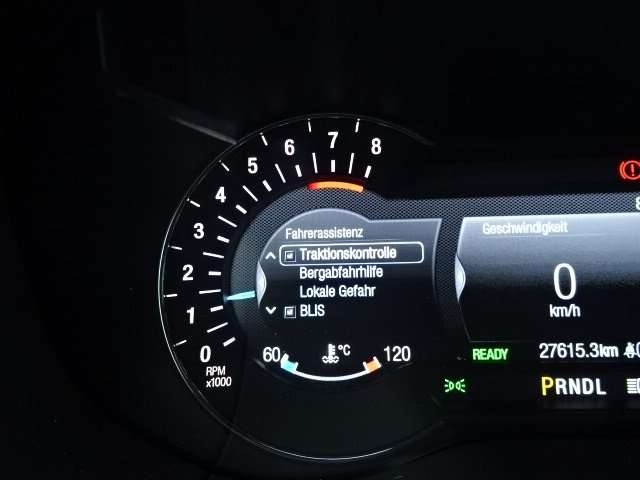 8
7
6
5
4
3
2
1
0
RPM
x1000
Fahrerassistenz
Traktionskontrolle
Bergabfahrhilfe
Lokale Gefahr
BLIS
60 °C 120
Geschwindigkeit
0
km/h
READY 27615.3km
PRNDL